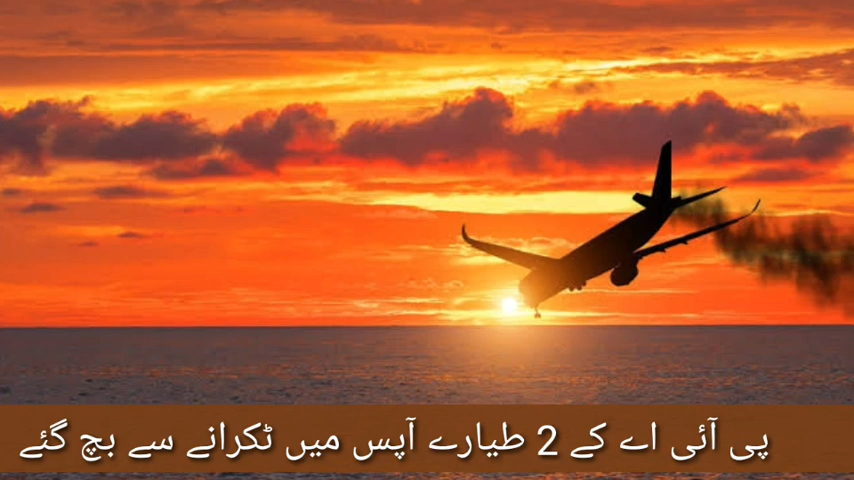 پی آئی اے کے 2 طیارے آپس میں ٹکرانے سے بچ گئے